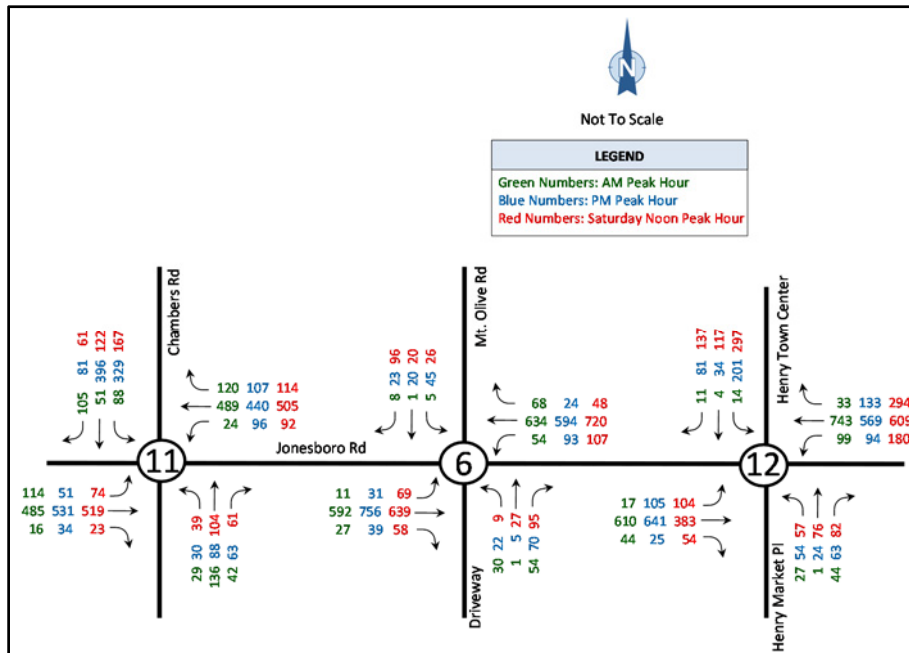 N
Not To Scale
LEGEND
Green Numbers: AM Peak Hour
Blue Numbers: PM Peak Hour
Red Numbers: Saturday Noon Peak Hour
Chambers Rd
Mt. Olive Rd
Henry Town Center
105 81 61
51 396 122
88 329 167
120 107 114
489 440 505
24 96 92
8 23 96
1 20 20
5 45 26
68 24 48
634 594 720
54 93 107
11 81 137
4 34 117
14 201 297
33 133 294
743 569 609
99 94 180
Jonesboro Rd
11
6
12
114 51 74
485 531 519
16 34 23
29 30 39
136 88 104
42 63 61
11 31 69
592 756 639
27 39 58
30 22 9
1 5 27
54 70 95
17 105 104
610 641 383
44 25 54
27 54 57
1 24 76
44 63 82
Driveway
Henry Market Pl